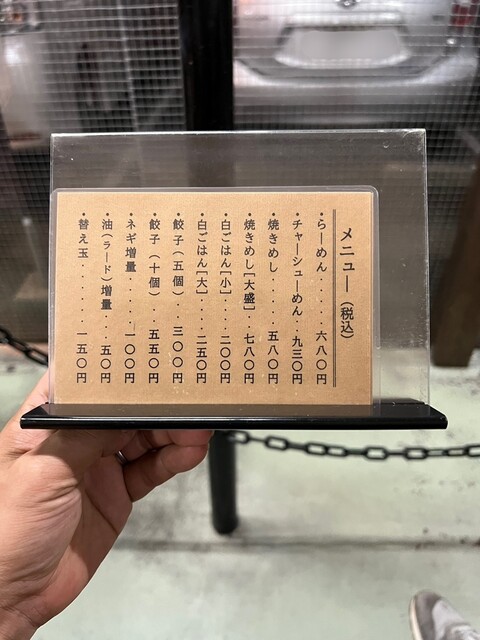 メニュー(税込)
・らーめん.....六八〇円
・チャーシューめん..九三〇円
・焼きめし.....五八〇円
・焼きめし[大盛]..七八〇円
・白ごはん[小]...二〇〇円
・白ごはん[大]...二五〇円
・餃子(五個)..三〇〇円
・餃子(十個)..五五〇円
・ネギ増量.....一〇〇円
・油(ラード)増量...五〇円
・替え玉......一五〇円